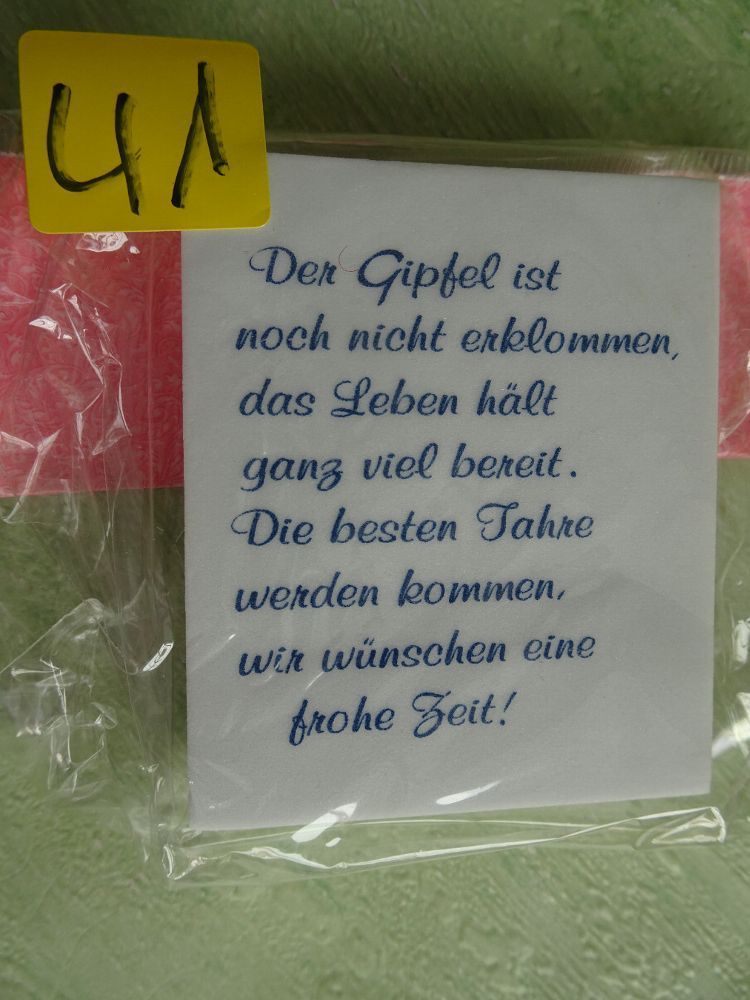 41
Der Gipfel ist
noch nicht erklommen,
das Leben hält
ganz viel bereit.
Die besten Jahre
werden kommen,
wir wünschen eine
frohe Zeit!